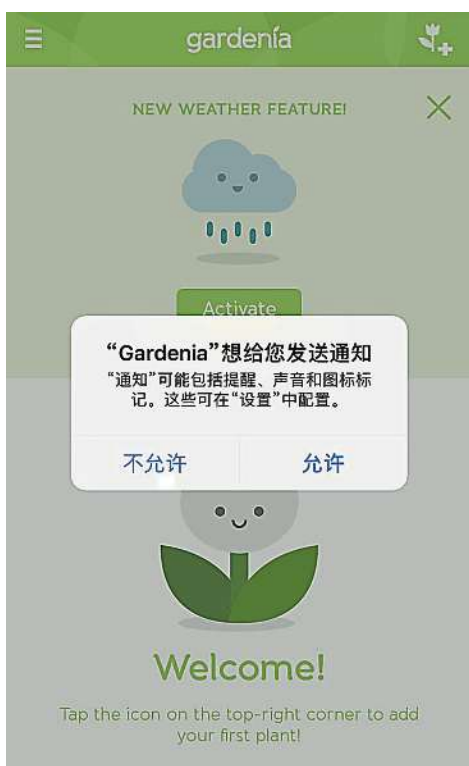 gardenía
NEW WEATHER FEATURE!
Activate
“Gardenia”想给您发送通知
“通知”可能包括提醒、声音和图标标
记。这些可在“设置”中配置。
不允许 允许
Welcome!
Tap the icon on the top-right corner to add
your first plant!